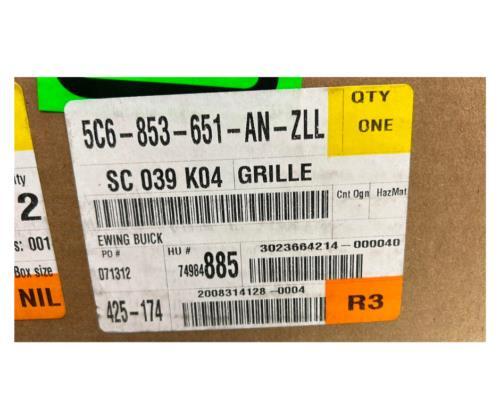 5C6-853-651-AN-ZLL
QTY
ONE
SC 039 K04
GRILLE
Cnt Ogn
HazMat
EWING BUICK
PO #
071312
HU #
74984885
3023664214-000040
2008314128-0004
425-174
R3
2
s: 001
Box size
NIL